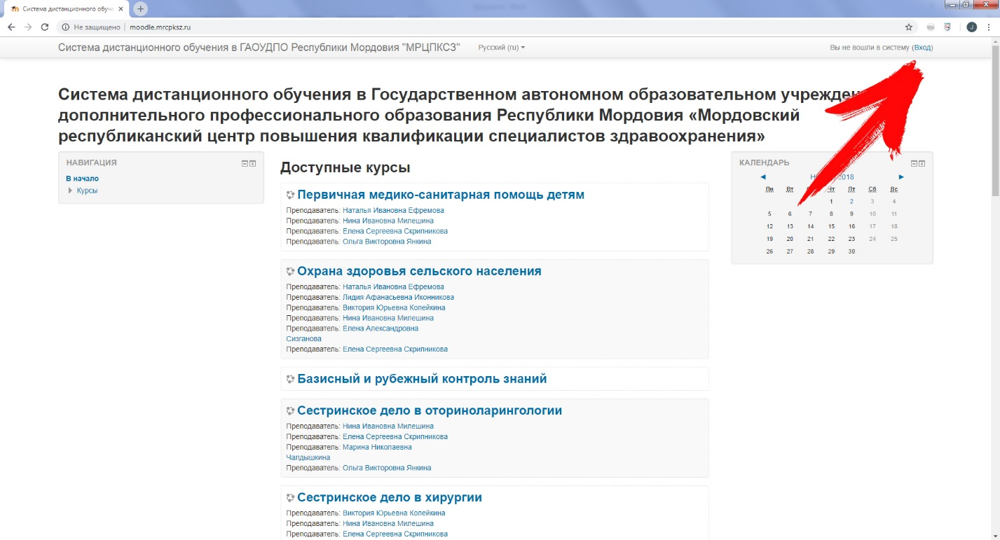 Система дистанционного обуче
Не защищено | moodle.mrcpksz.ru
Система дистанционного обучения в ГАОУДПО Республики Мордовия "МРЦПКСЗ" Русский (ru) Вы не вошли в систему (Вход)
Система дистанционного обучения в Государственном автономном образовательном
дополнительного профессионального образования Республики Мордовия «Мордовский
республиканский центр повышения квалификации специалистов здравоохранения»
НАВИГАЦИЯ
В начало
Курсы
Доступные курсы
Первичная медико-санитарная помощь детям
Преподаватель: Наталья Ивановна Ефремова
Преподаватель: Нина Ивановна Милешина
Преподаватель: Елена Сергеевна Скрипникова
Преподаватель: Ольга Викторовна Янкина
Охрана здоровья сельского населения
Преподаватель: Наталья Ивановна Ефремова
Преподаватель: Лидия Афанасьевна Иконникова
Преподаватель: Виктория Юрьевна Копейкина
Преподаватель: Нина Ивановна Милешина
Преподаватель: Елена Александровна
Сизганова
Преподаватель: Елена Сергеевна Скрипникова
Базисный и рубежный контроль знаний
Сестринское дело в оториноларингологии
Преподаватель: Нина Ивановна Милешина
Преподаватель: Елена Сергеевна Скрипникова
Преподаватель: Марина Николаевна
Чалдышкина
Преподаватель: Ольга Викторовна Янкина
Сестринское дело в хирургии
Преподаватель: Виктория Юрьевна Копейкина
Преподаватель: Нина Ивановна Милешина
Преподаватель: Елена Сергеевна Скрипникова
КАЛЕНДАРЬ
2018
Пн Вт Чт Пт Сб Вс
1 2 3 4
5 6 7 8 9 10 11
12 13 14 15 16 17 18
19 20 21 22 23 24 25
26 27 28 29 30